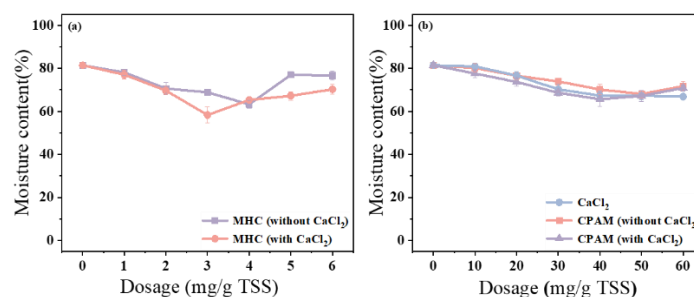 (a)
100
80
60
40
20
0
Moisture content(%)
MHC (without CaCl₂)
MHC (with CaCl₂)
0 1 2 3 4 5 6
Dosage (mg/g TSS)
(b)
100
80
60
40
20
0
Moisture content(%)
CaCl₂
CPAM (without CaCl₂)
CPAM (with CaCl₂)
0 10 20 30 40 50 60
Dosage (mg/g TSS)